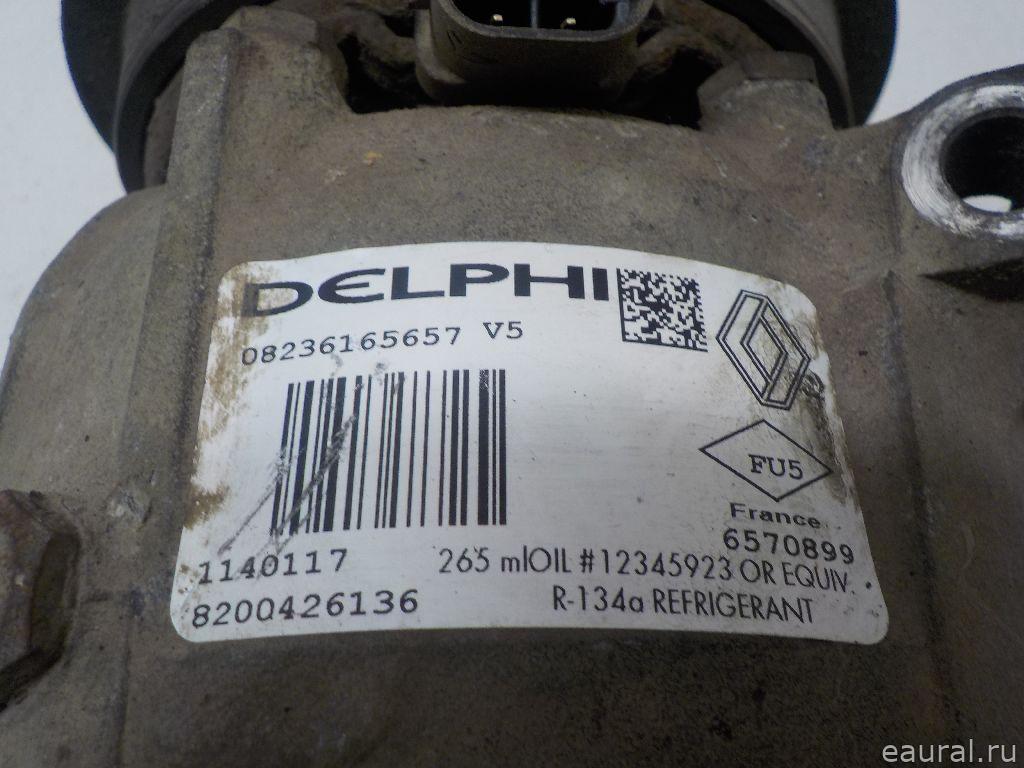 DELPHI
08236165657 V5
FU5
France
6570899
1140117
265 mlOIL #12345923 OR EQUIV.
8200426136
R-134a REFRIGERANT
eaural.ru